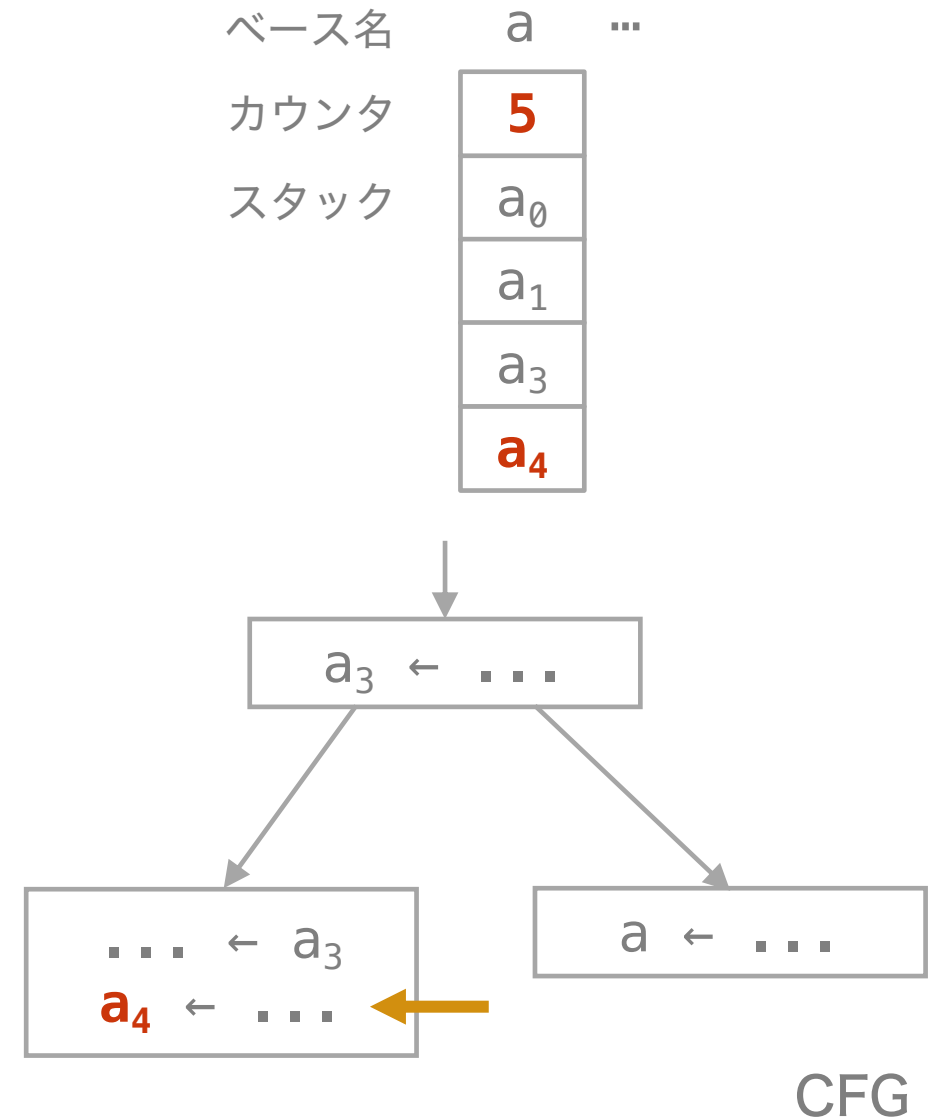 ベース名 a …
カウンタ 5
スタック a₀
a₁
a₃
a₄
a₃ ← ...
... ← a₃
a₄ ← ...
a ← ...
CFG